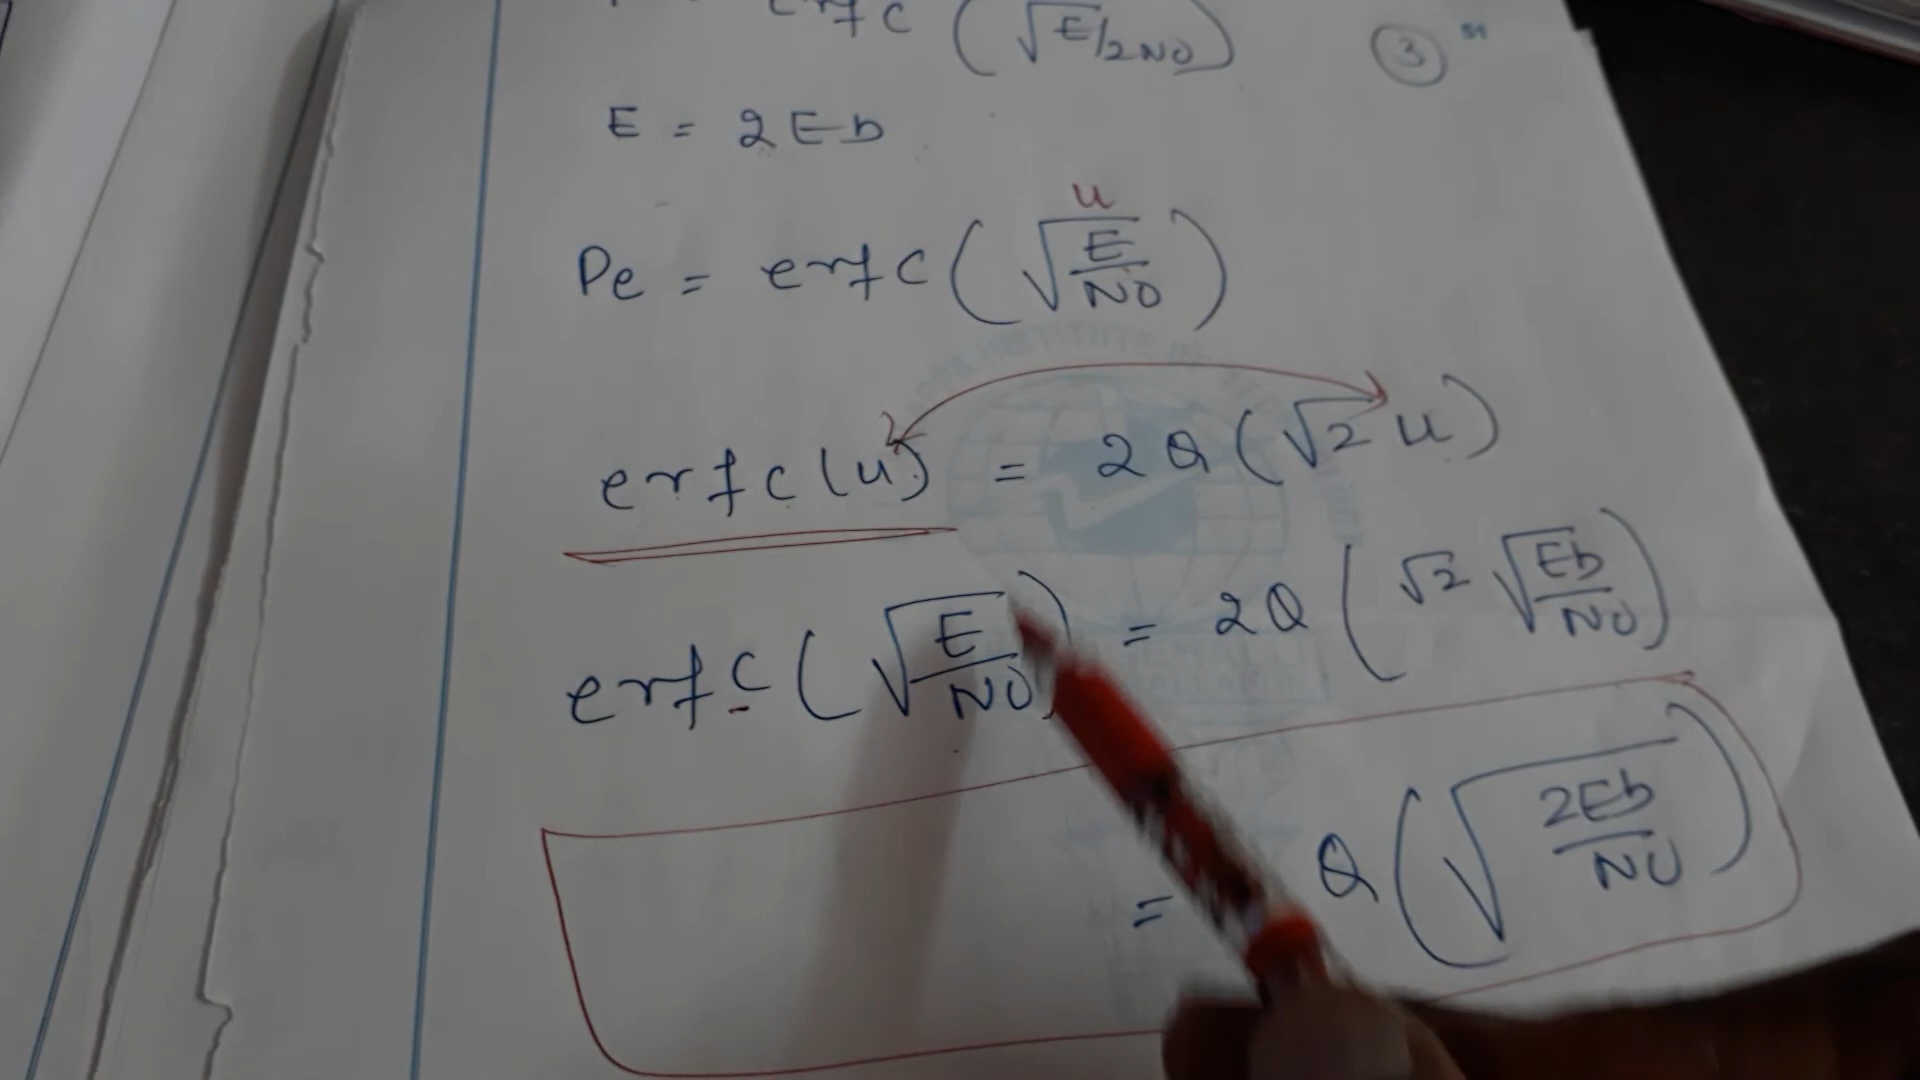 erfc (√E/2N0)
3
E = 2Eb
u
Pe = erfc (√E/N0)
erfc(u) = 2Q(√2 u)
erfc (√E/N0) = 2Q (√2 √Eb/N0)
= Q (√2Eb/N0)